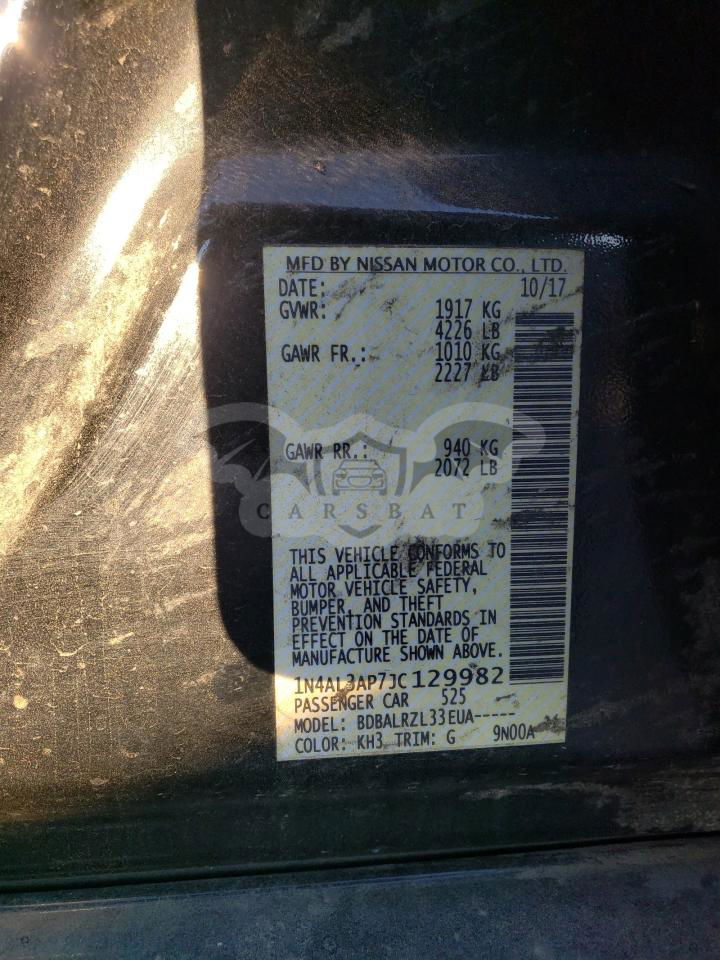 MFD BY NISSAN MOTOR CO., LTD.
DATE: 10/17
GVWR: 1917 KG
4226 LB
GAWR FR.: 1010 KG
2227 LB
GAWR RR.: 940 KG
2072 LB
CARSBAT
THIS VEHICLE CONFORMS TO
ALL APPLICABLE FEDERAL
MOTOR VEHICLE SAFETY,
BUMPER, AND THEFT
PREVENTION STANDARDS IN
EFFECT ON THE DATE OF
MANUFACTURE SHOWN ABOVE.
1N4AL3AP7JC129982
PASSENGER CAR 525
MODEL: BDBALRZL33EUA-----
COLOR: KH3 TRIM: G 9N00A